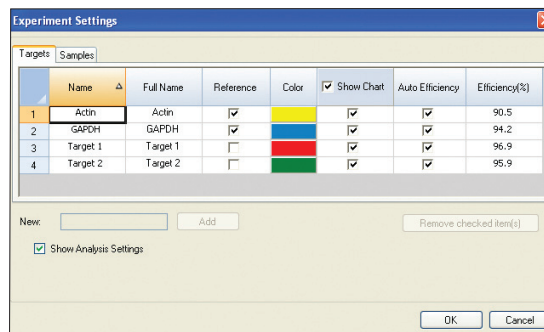 Experiment Settings
Targets Samples
Name Full Name Reference Color Show Chart Auto Efficiency Efficiency(%)
1 Actin Actin 90.5
2 GAPDH GAPDH 94.2
3 Target 1 Target 1 96.9
4 Target 2 Target 2 95.9
New: Add Remove checked item(s)
Show Analysis Settings
OK Cancel